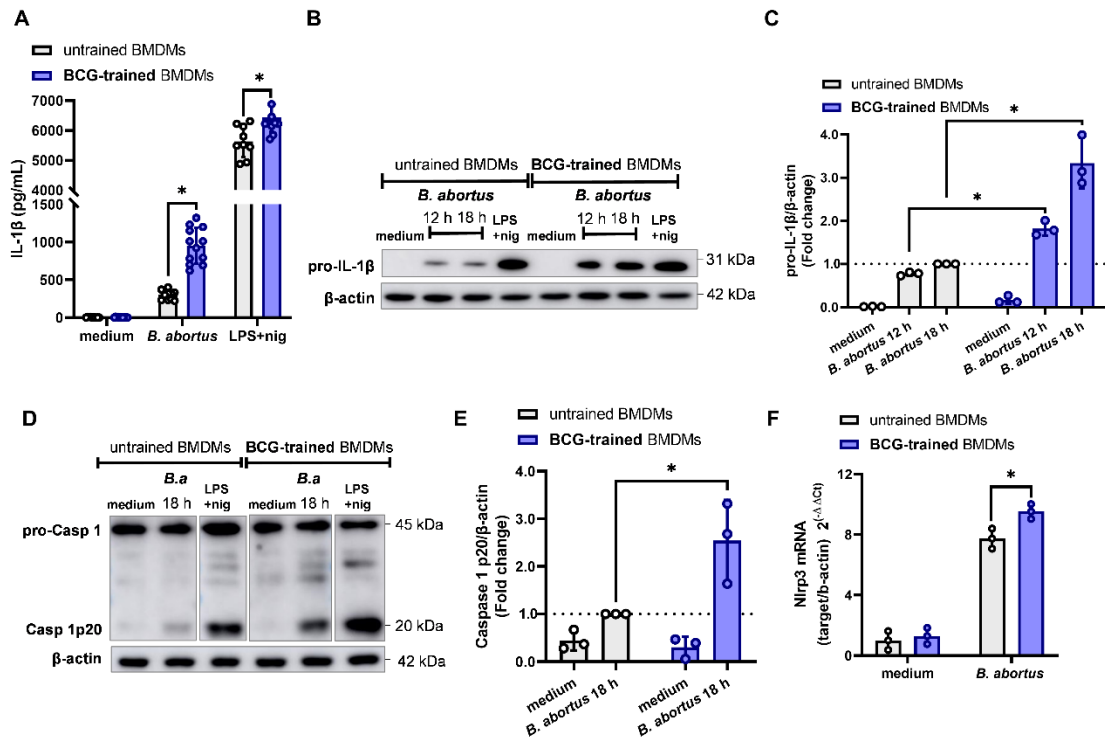 A
untrained BMDMs
BCG-trained BMDMs
*
*
IL-1β (pg/mL)
7000
6000
5000
4000
1500
1000
500
0
medium
B. abortus
LPS+nig
B
untrained BMDMs
BCG-trained BMDMs
B. abortus
B. abortus
medium
12 h
18 h
LPS
+nig
medium
12 h
18 h
LPS
+nig
pro-IL-1β
31 kDa
β-actin
42 kDa
C
untrained BMDMs
BCG-trained BMDMs
*
*
pro-IL-1β/β-actin
(Fold change)
4.0
3.0
2.0
1.0
0.0
medium
B. abortus 12 h
B. abortus 18 h
medium
B. abortus 12 h
B. abortus 18 h
D
untrained BMDMs
BCG-trained BMDMs
medium
B.a
18 h
LPS
+nig
medium
B.a
18 h
LPS
+nig
pro-Casp 1
45 kDa
Casp 1p20
20 kDa
β-actin
42 kDa
E
untrained BMDMs
BCG-trained BMDMs
*
Caspase 1 p20/β-actin
(Fold change)
4.0
3.0
2.0
1.0
0.0
medium
B. abortus 18 h
medium
B. abortus 18 h
F
untrained BMDMs
BCG-trained BMDMs
*
Nlrp3 mRNA
(target/b-actin) 2^(-Δ ΔCt)
12
8
4
0
medium
B. abortus